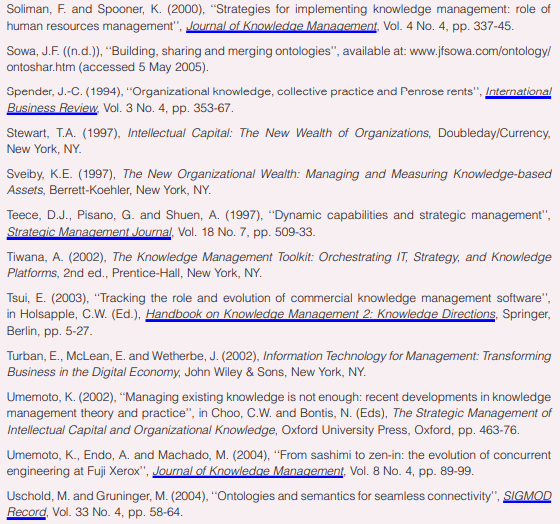 Soliman, F. and Spooner, K. (2000), ‘‘Strategies for implementing knowledge management: role of
human resources management’’, Journal of Knowledge Management, Vol. 4 No. 4, pp. 337-45.
Sowa, J.F. ((n.d.)), ‘‘Building, sharing and merging ontologies’’, available at: www.jfsowa.com/ontology/
ontoshar.htm (accessed 5 May 2005).
Spender, J.-C. (1994), ‘‘Organizational knowledge, collective practice and Penrose rents’’, International
Business Review, Vol. 3 No. 4, pp. 353-67.
Stewart, T.A. (1997), Intellectual Capital: The New Wealth of Organizations, Doubleday/Currency,
New York, NY.
Sveiby, K.E. (1997), The New Organizational Wealth: Managing and Measuring Knowledge-based
Assets, Berrett-Koehler, New York, NY.
Teece, D.J., Pisano, G. and Shuen, A. (1997), ‘‘Dynamic capabilities and strategic management’’,
Strategic Management Journal, Vol. 18 No. 7, pp. 509-33.
Tiwana, A. (2002), The Knowledge Management Toolkit: Orchestrating IT, Strategy, and Knowledge
Platforms, 2nd ed., Prentice-Hall, New York, NY.
Tsui, E. (2003), ‘‘Tracking the role and evolution of commercial knowledge management software’’,
in Holsapple, C.W. (Ed.), Handbook on Knowledge Management 2: Knowledge Directions, Springer,
Berlin, pp. 5-27.
Turban, E., McLean, E. and Wetherbe, J. (2002), Information Technology for Management: Transforming
Business in the Digital Economy, John Wiley & Sons, New York, NY.
Umemoto, K. (2002), ‘‘Managing existing knowledge is not enough: recent developments in knowledge
management theory and practice’’, in Choo, C.W. and Bontis, N. (Eds), The Strategic Management of
Intellectual Capital and Organizational Knowledge, Oxford University Press, Oxford, pp. 463-76.
Umemoto, K., Endo, A. and Machado, M. (2004), ‘‘From sashimi to zen-in: the evolution of concurrent
engineering at Fuji Xerox’’, Journal of Knowledge Management, Vol. 8 No. 4, pp. 89-99.
Uschold, M. and Gruninger, M. (2004), ‘‘Ontologies and semantics for seamless connectivity’’, SIGMOD
Record, Vol. 33 No. 4, pp. 58-64.